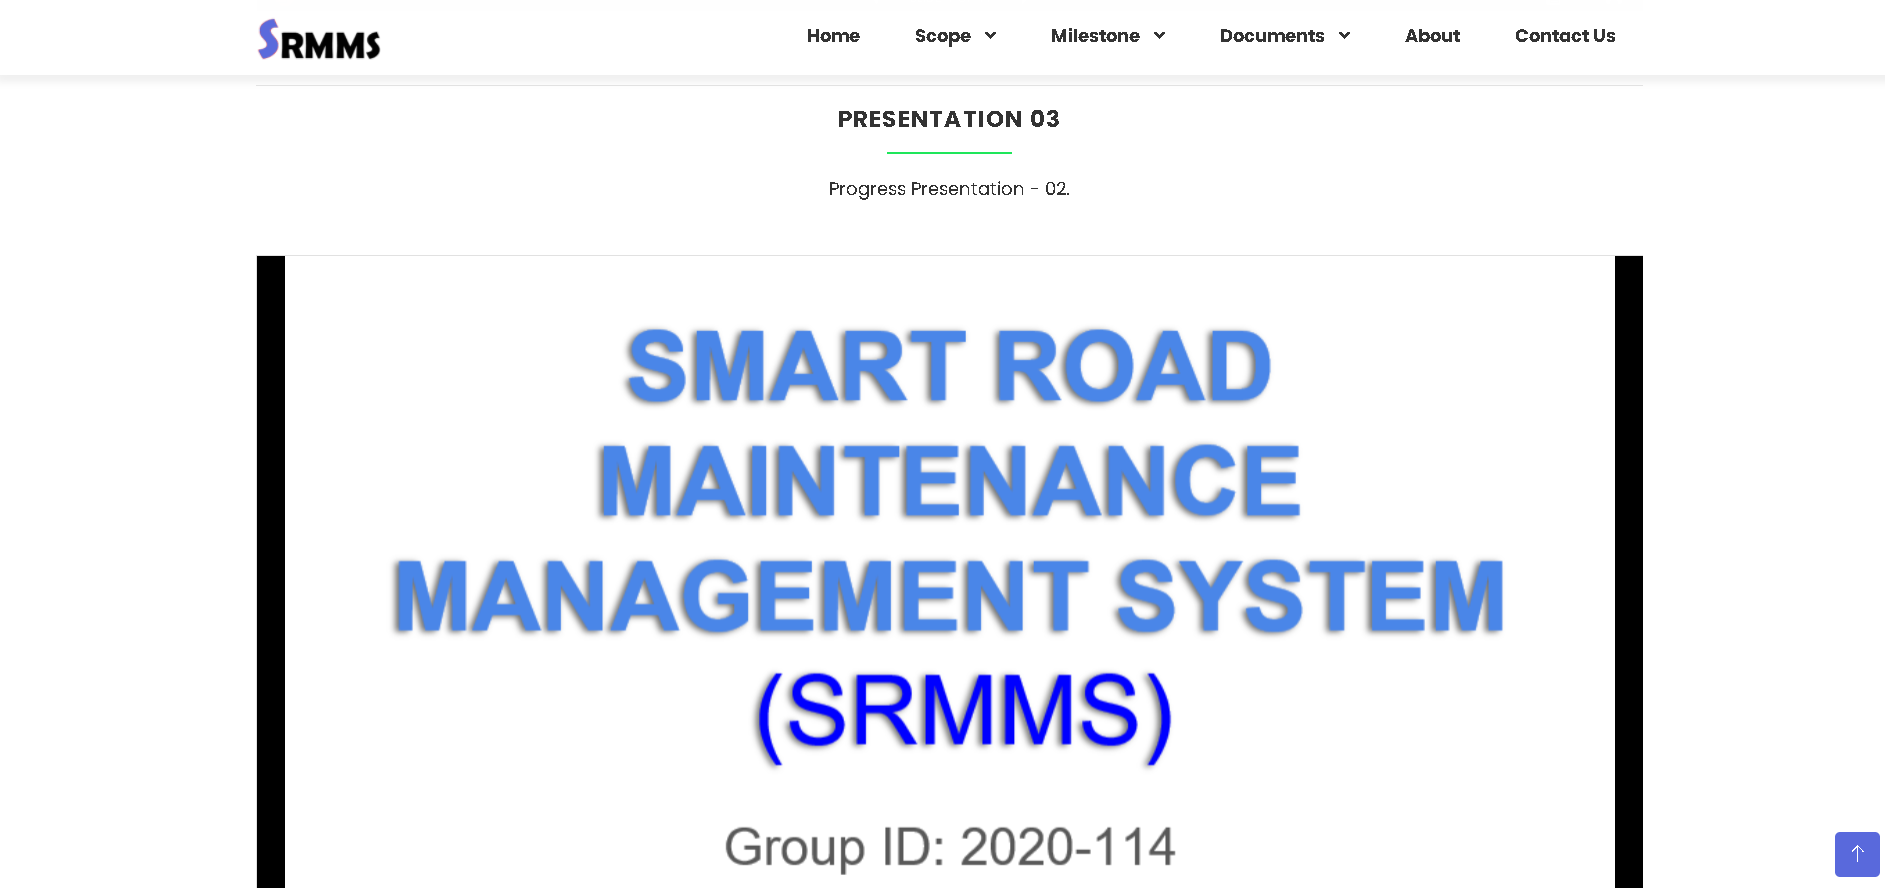 SRMMS
Home Scope Milestone Documents About Contact Us
PRESENTATION 03
Progress Presentation - 02.
SMART ROAD
MAINTENANCE
MANAGEMENT SYSTEM
(SRMMS)
Group ID: 2020-114